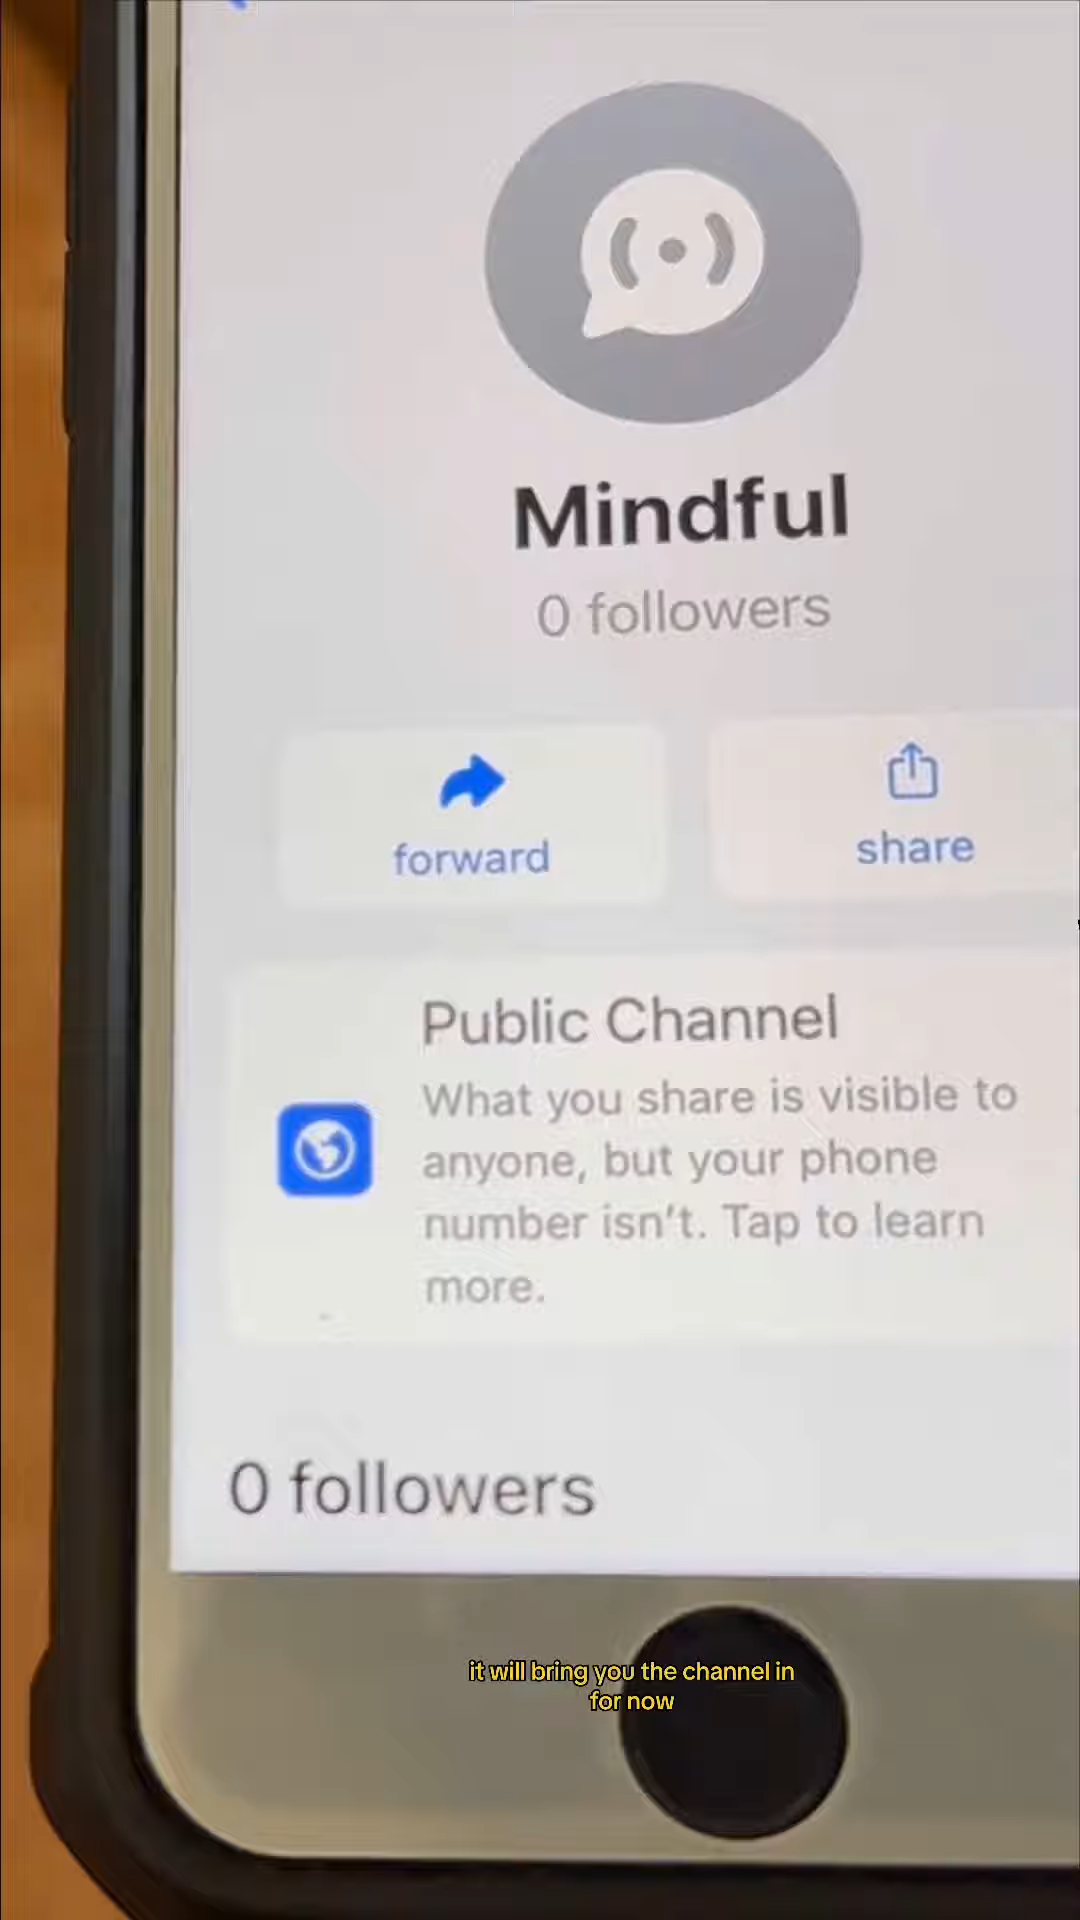 Mindful
0 followers
forward
share
Public Channel
What you share is visible to
anyone, but your phone
number isn't. Tap to learn
more.
0 followers
it will bring you the channel in
for now